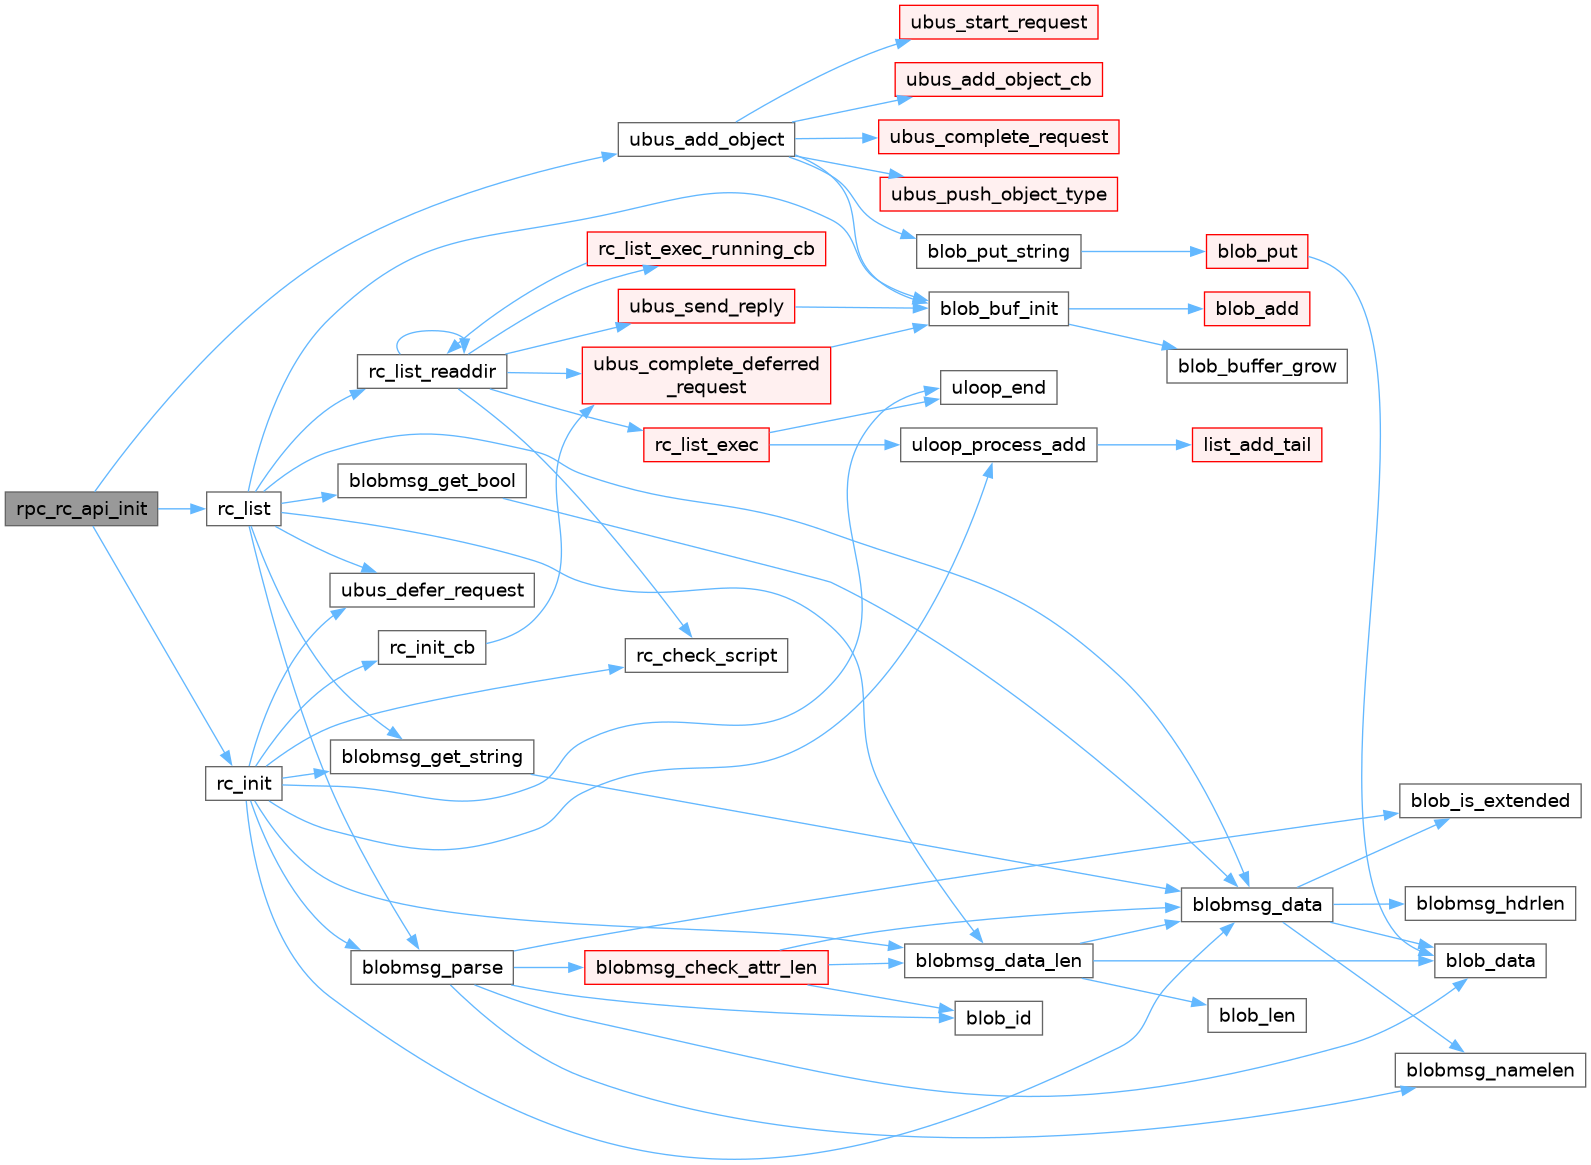 ubus_start_request
ubus_add_object_cb
ubus_add_object
ubus_complete_request
ubus_push_object_type
rc_list_exec_running_cb
blob_put_string
blob_put
ubus_send_reply
blob_buf_init
blob_add
rc_list_readdir
ubus_complete_deferred
_request
blob_buffer_grow
uloop_end
rc_list_exec
uloop_process_add
list_add_tail
rpc_rc_api_init
rc_list
blobmsg_get_bool
ubus_defer_request
rc_init_cb
rc_check_script
rc_init
blobmsg_get_string
blob_is_extended
blobmsg_data
blobmsg_hdrlen
blobmsg_parse
blobmsg_check_attr_len
blobmsg_data_len
blob_data
blob_id
blob_len
blobmsg_namelen